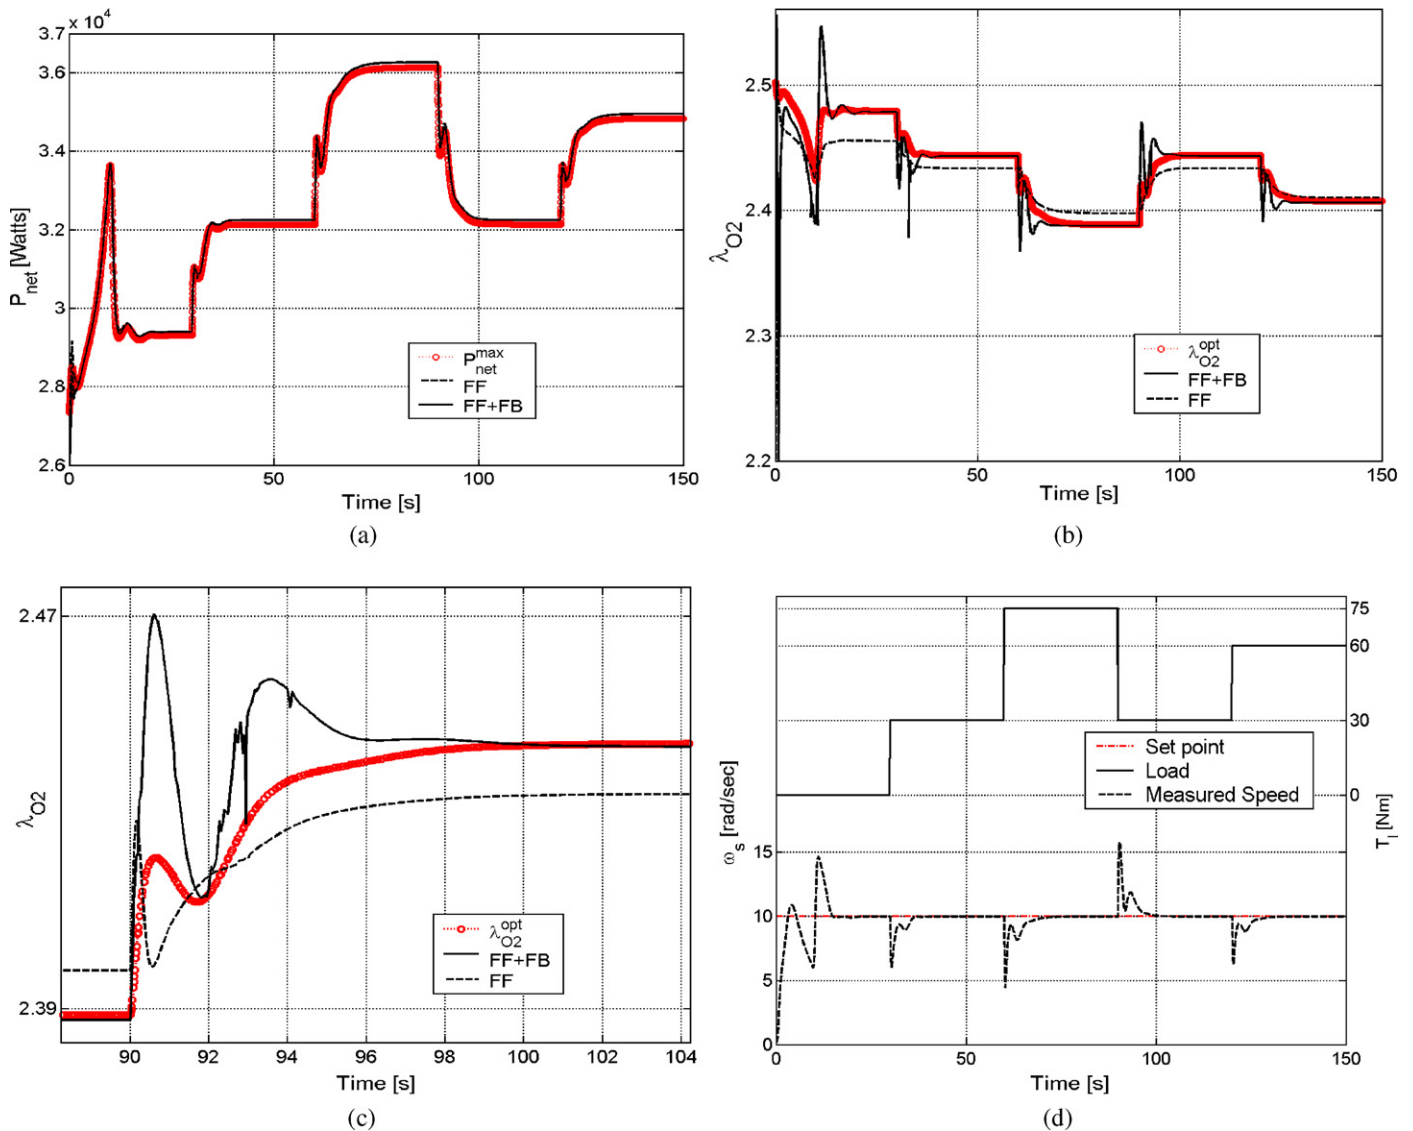 x 10⁴
3.7
3.6
3.4
3.2
3
2.8
2.6
P_net [Watts]
P_net^max
FF
FF+FB
0
50
100
150
Time [s]
(a)
2.5
2.4
2.3
2.2
λ_O2
λ_O2^opt
FF+FB
FF
0
50
100
150
Time [s]
(b)
2.47
2.39
λ_O2
λ_O2^opt
FF+FB
FF
90
92
94
96
98
100
102
104
Time [s]
(c)
75
60
30
0
T_l [Nm]
Set point
Load
Measured Speed
15
10
5
0
ω_s [rad/sec]
0
50
100
150
Time [s]
(d)